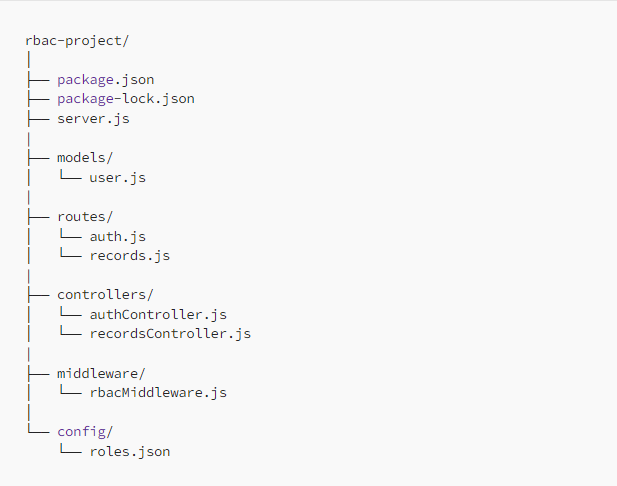 rbac-project/
│
├── package.json
├── package-lock.json
├── server.js
│
├── models/
│   └── user.js
│
├── routes/
│   └── auth.js
│   └── records.js
│
├── controllers/
│   └── authController.js
│   └── recordsController.js
│
├── middleware/
│   └── rbacMiddleware.js
│
└── config/
    └── roles.json